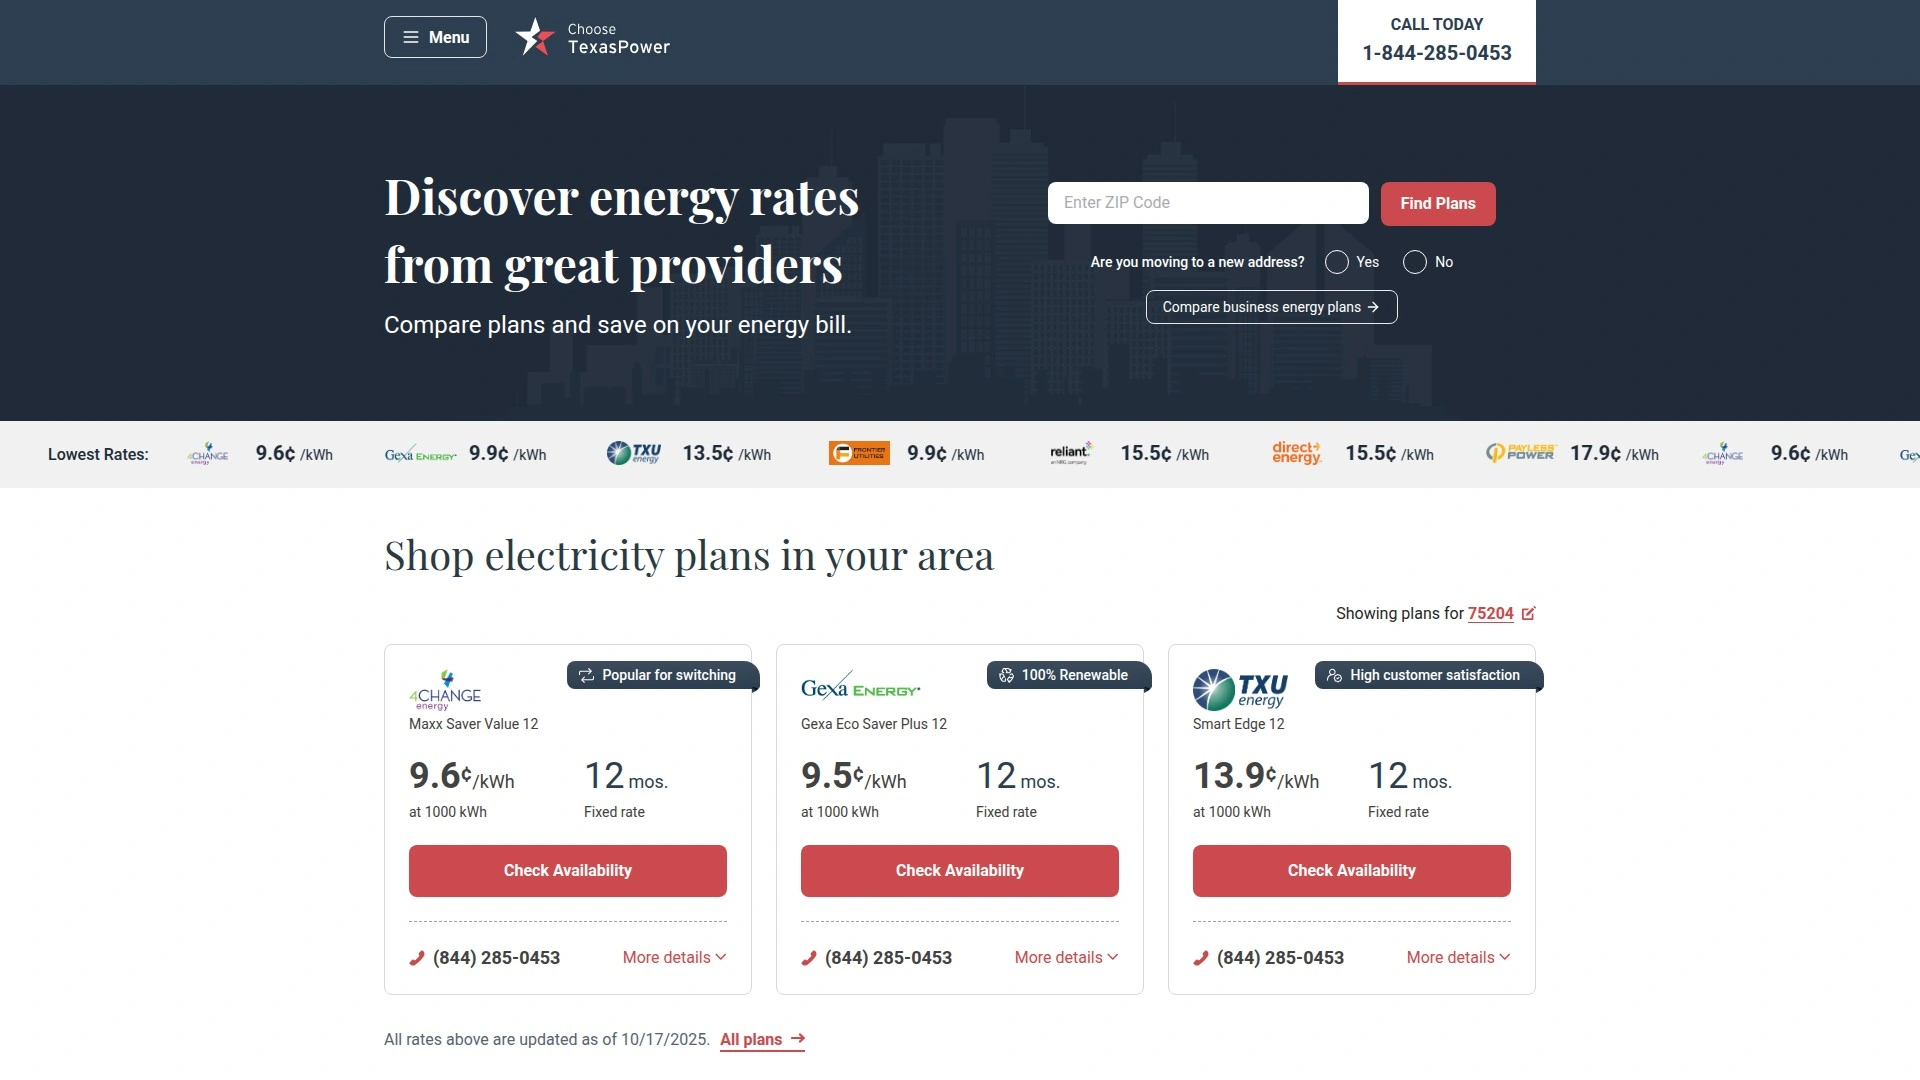 Menu
Choose
TexasPower
CALL TODAY
1-844-285-0453
Discover energy rates
from great providers
Compare plans and save on your energy bill.
Enter ZIP Code
Find Plans
Are you moving to a new address? Yes No
Compare business energy plans →
Lowest Rates: 4CHANGE energy 9.6¢ /kWh GEXA ENERGY 9.9¢ /kWh TXU energy 13.5¢ /kWh FRONTIER UTILITIES 9.9¢ /kWh reliant an NRG company 15.5¢ /kWh direct energy 15.5¢ /kWh PAYLESS POWER 17.9¢ /kWh 4CHANGE energy 9.6¢ /kWh Gex
Shop electricity plans in your area
Showing plans for 75204
4CHANGE
energy
Popular for switching
Maxx Saver Value 12
9.6¢/kWh 12 mos.
at 1000 kWh Fixed rate
Check Availability
(844) 285-0453 More details
GEXA ENERGY
100% Renewable
Gexa Eco Saver Plus 12
9.5¢/kWh 12 mos.
at 1000 kWh Fixed rate
Check Availability
(844) 285-0453 More details
TXU
energy
High customer satisfaction
Smart Edge 12
13.9¢/kWh 12 mos.
at 1000 kWh Fixed rate
Check Availability
(844) 285-0453 More details
All rates above are updated as of 10/17/2025. All plans →